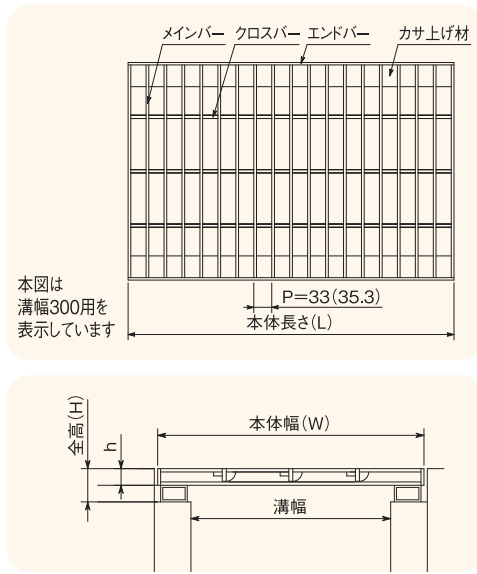 メインバー クロスバー エンドバー カサ上げ材
本図は
溝幅300用を
表示しています
P=33(35.3)
本体長さ(L)
全高(H)
h
本体幅(W)
溝幅